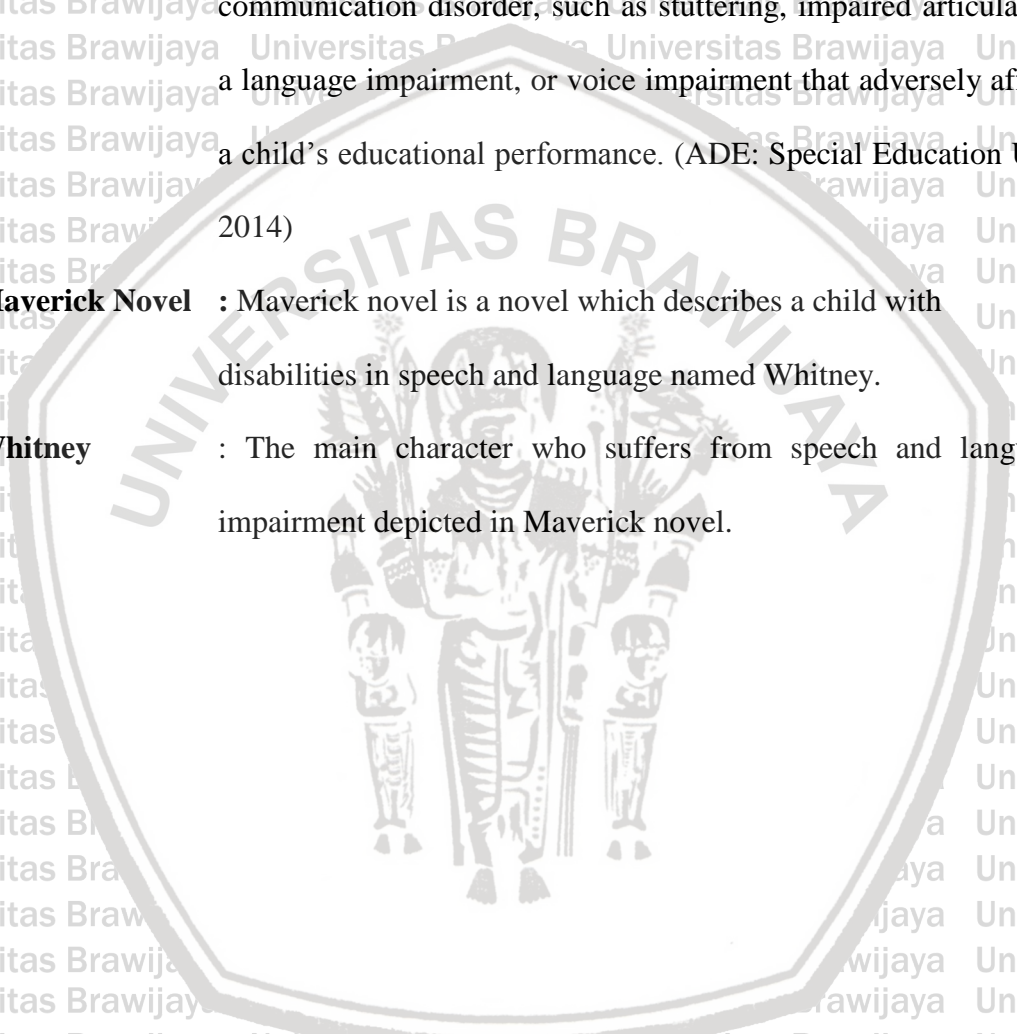 communication disorder, such as stuttering, impaired articula
a language impairment, or voice impairment that adversely af
a child's educational performance. (ADE: Special Education U
2014)
Maverick Novel : Maverick novel is a novel which describes a child with
disabilities in speech and language named Whitney.
Whitney : The main character who suffers from speech and lang
impairment depicted in Maverick novel.
UNIVERSITAS BRAWIJAYA